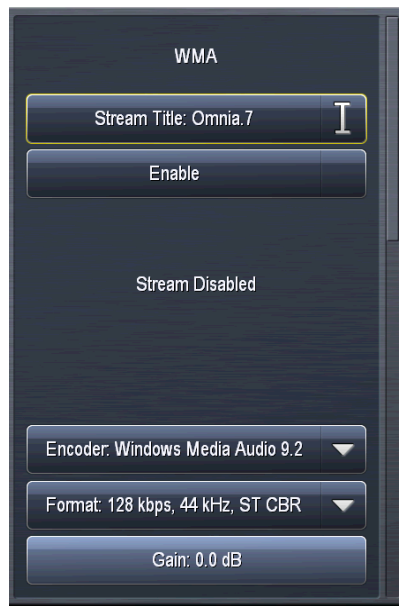 WMA
Stream Title: Omnia.7
Enable
Stream Disabled
Encoder: Windows Media Audio 9.2
Format: 128 kbps, 44 kHz, ST CBR
Gain: 0.0 dB